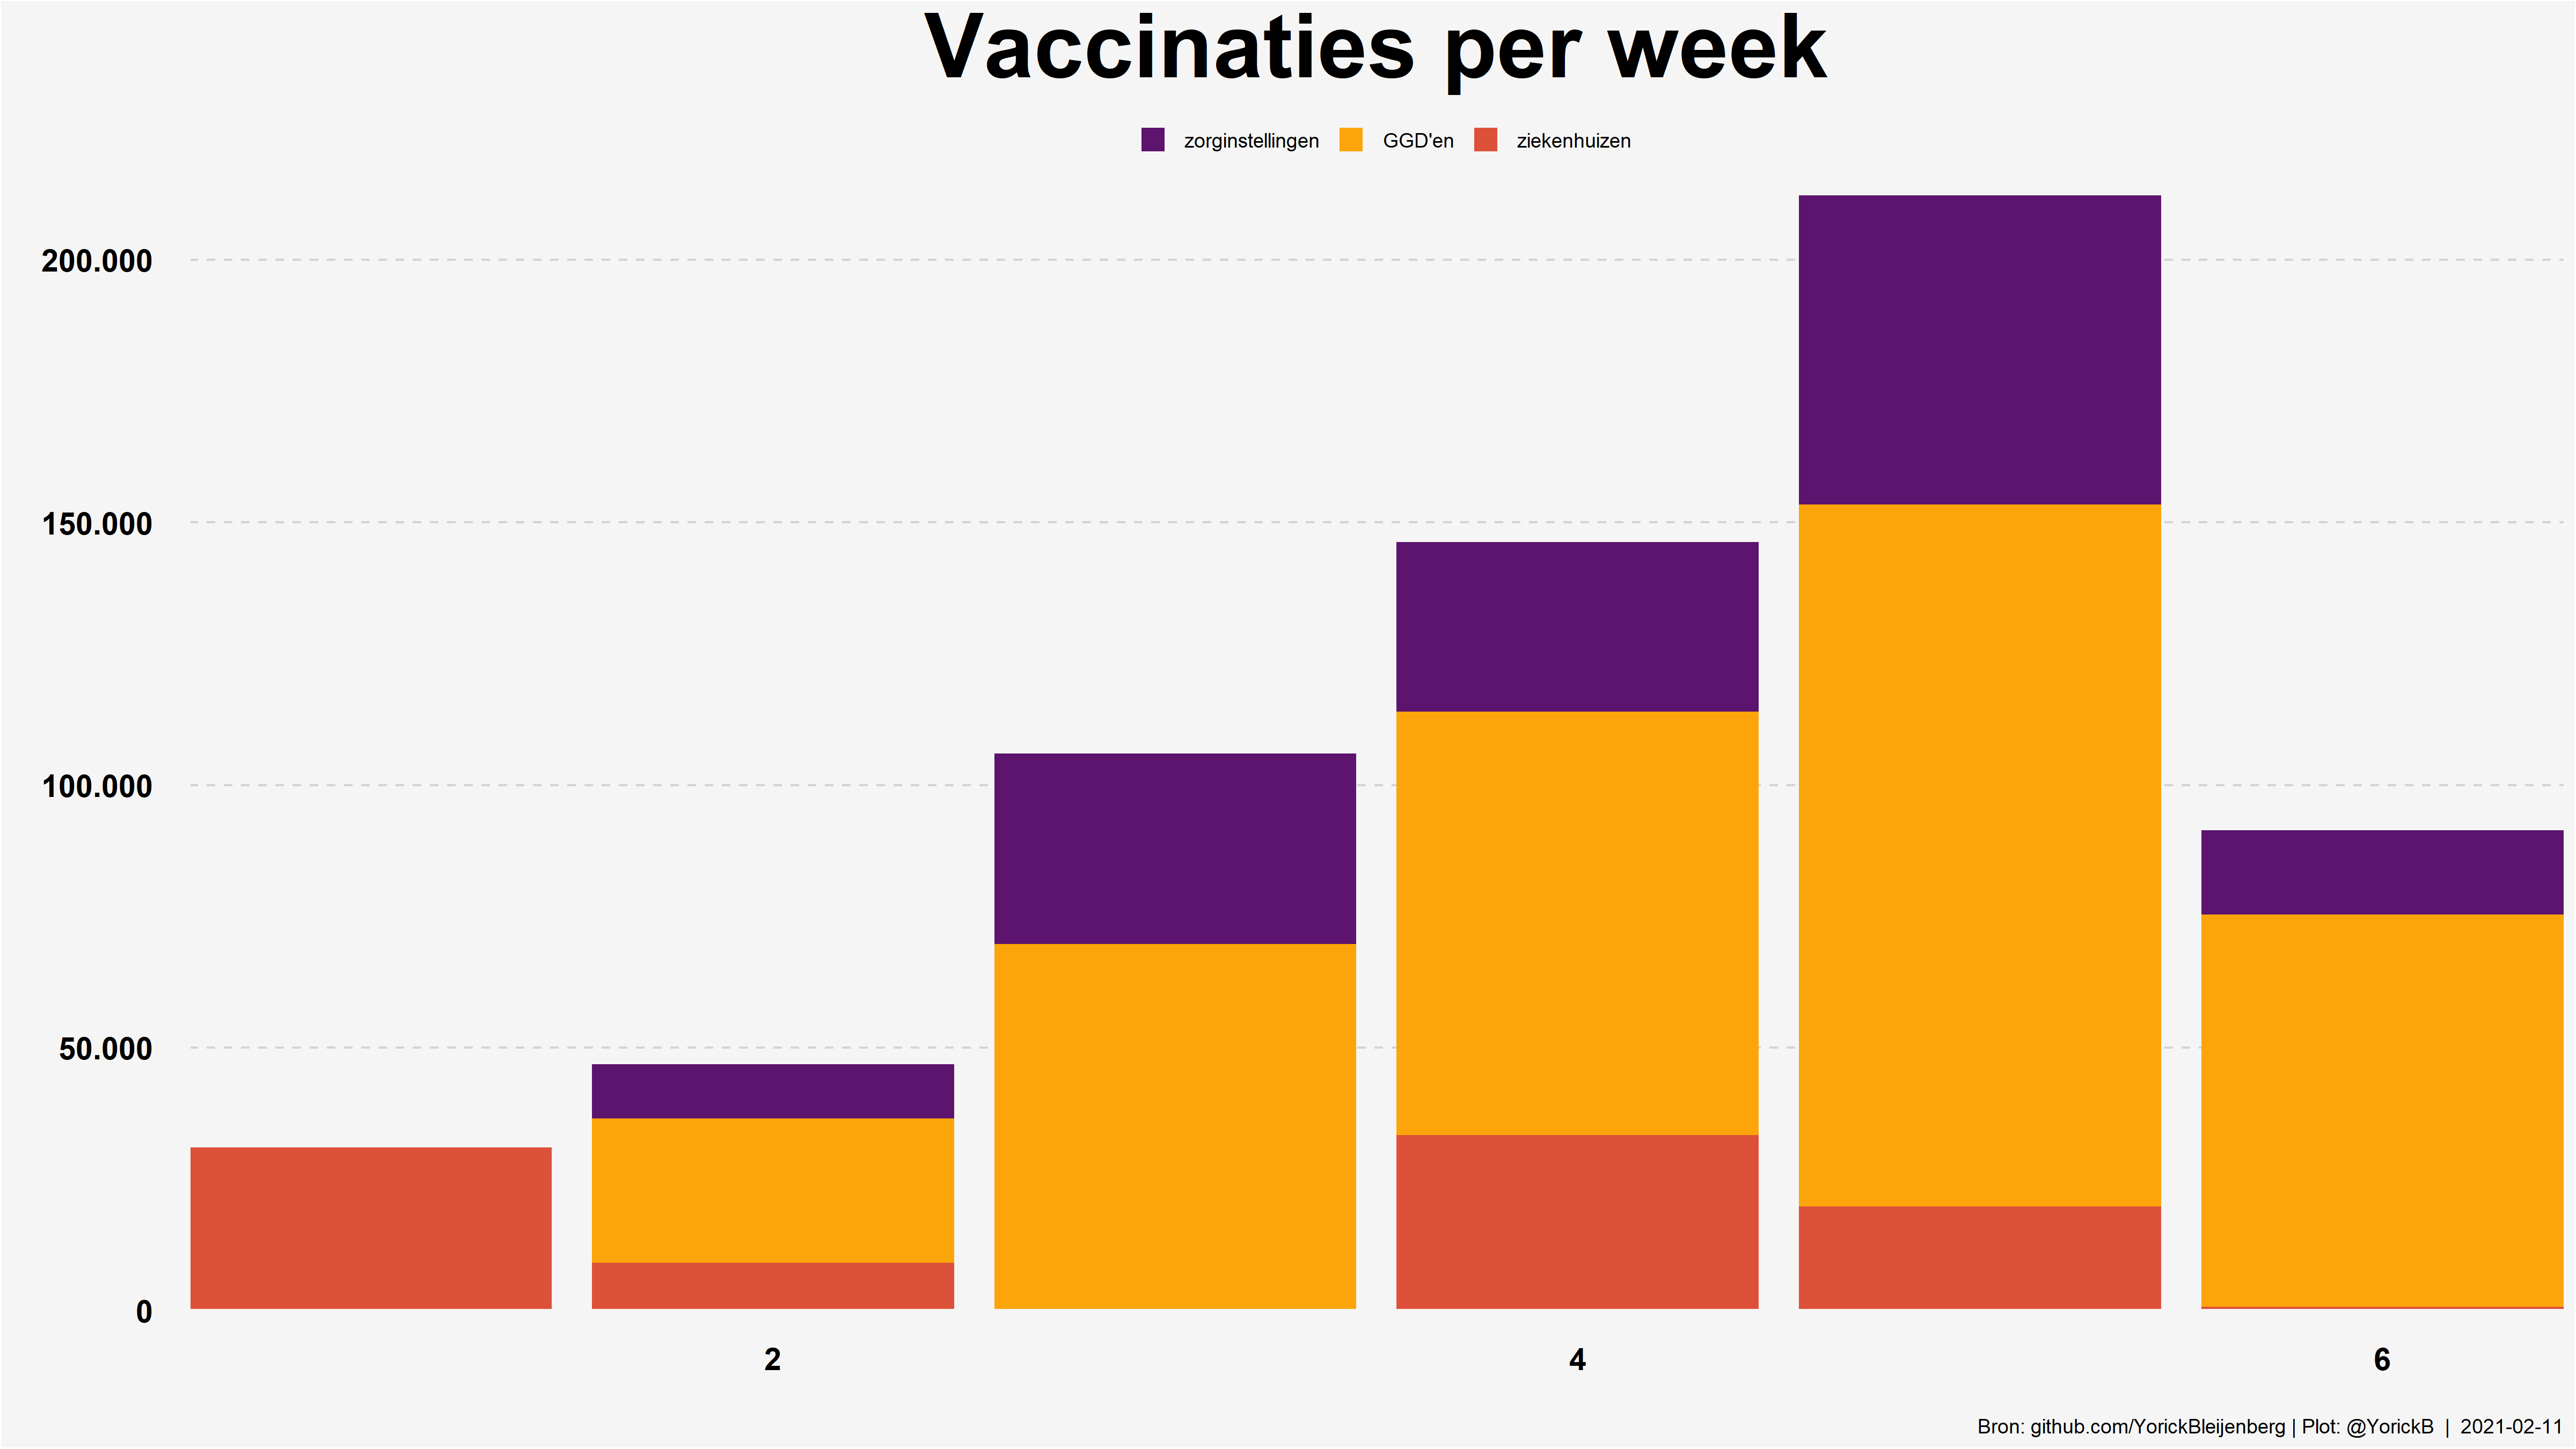 Vaccinaties per week
zorginstellingen GGD'en ziekenhuizen
200.000
150.000
100.000
50.000
0
2 4 6
Bron: github.com/YorickBleijenberg | Plot: @YorickB | 2021-02-11